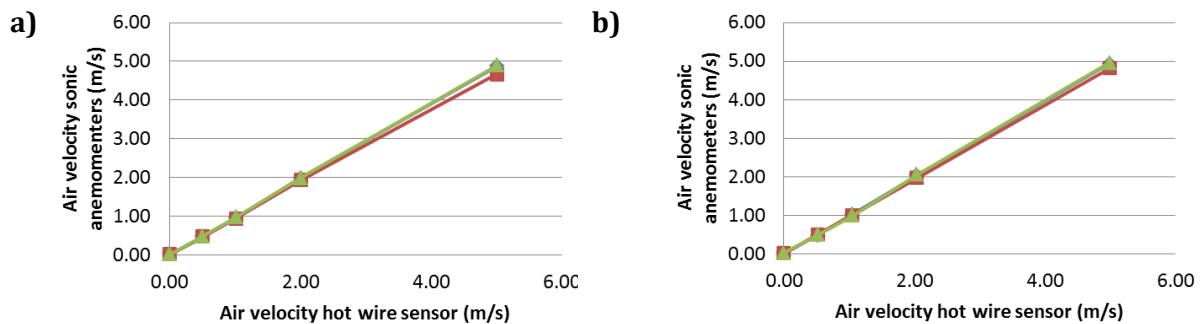 a)
Air velocity sonic
anemomenters (m/s)
6.00
5.00
4.00
3.00
2.00
1.00
0.00
0.00 2.00 4.00 6.00
Air velocity hot wire sensor (m/s)
b)
Air velocity sonic
anemometers (m/s)
6.00
5.00
4.00
3.00
2.00
1.00
0.00
0.00 2.00 4.00 6.00
Air velocity hot wire sensor (m/s)